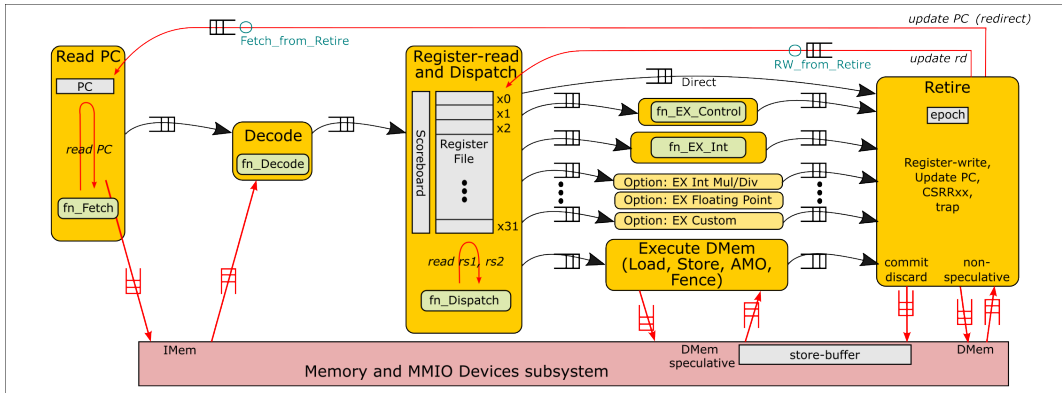 update PC (redirect)
Fetch_from_Retire
Read PC
PC
read PC
fn_Fetch
Decode
fn_Decode
Register-read
and Dispatch
x0
x1
x2
Scoreboard
Register
File
x31
read rs1, rs2
fn_Dispatch
RW_from_Retire
update rd
Direct
fn_EX_Control
fn_EX_Int
Option: EX Int Mul/Div
Option: EX Floating Point
Option: EX Custom
Execute DMem
(Load, Store, AMO,
Fence)
Retire
epoch
Register-write,
Update PC,
CSRRxx,
trap
commit
discard
non-
speculative
IMem
DMem
speculative
store-buffer
DMem
Memory and MMIO Devices subsystem